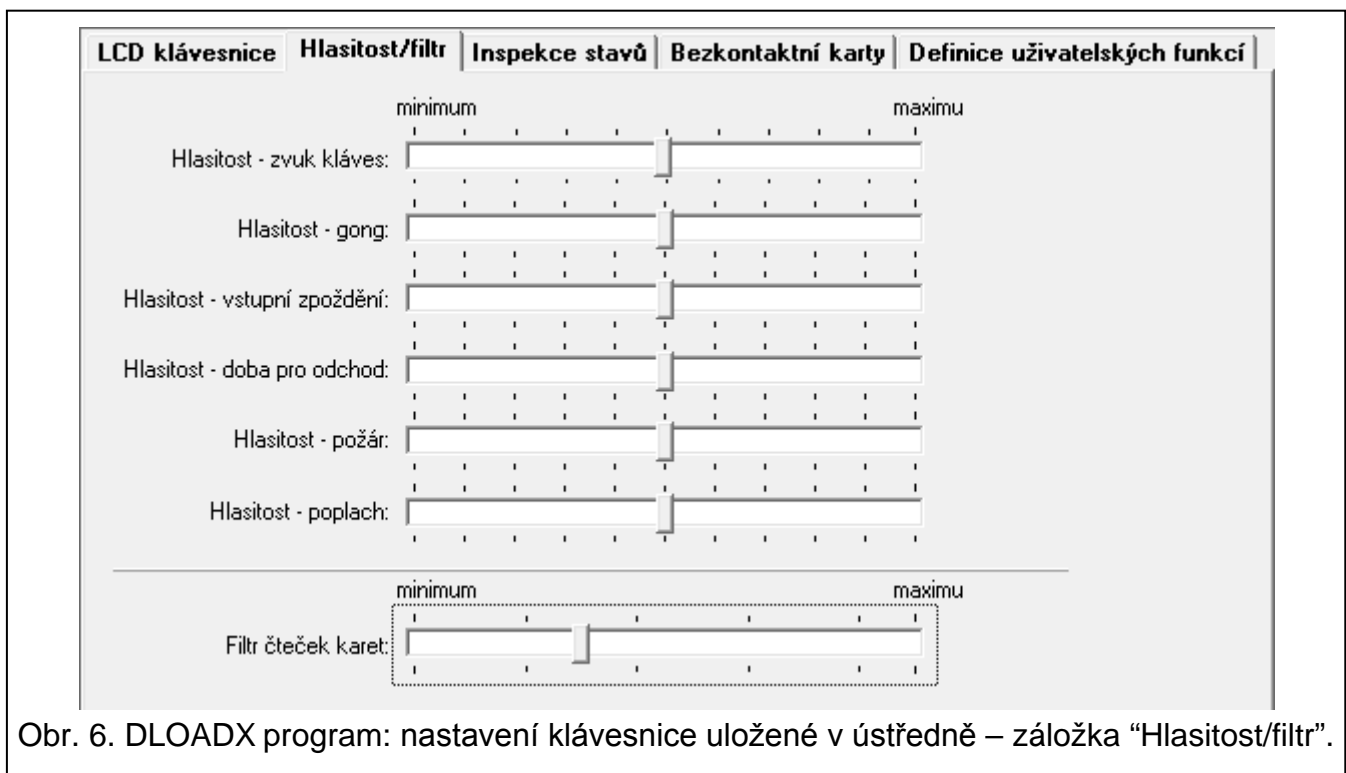 LCD klávesnice Hlasitost/filtr Inspekce stavů Bezkontaktní karty Definice uživatelských funkcí
minimum maximu
Hlasitost - zvuk kláves:
Hlasitost - gong:
Hlasitost - vstupní zpoždění:
Hlasitost - doba pro odchod:
Hlasitost - požár:
Hlasitost - poplach:
minimum maximu
Filtr čteček karet:
Obr. 6. DLOADX program: nastavení klávesnice uložené v ústředně – záložka “Hlasitost/filtr”.